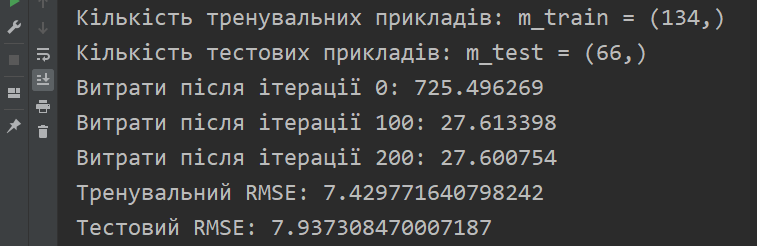 Кількість тренувальних прикладів: m_train = (134,)
Кількість тестових прикладів: m_test = (66,)
Витрати після ітерації 0: 725.496269
Витрати після ітерації 100: 27.613398
Витрати після ітерації 200: 27.600754
Тренувальний RMSE: 7.429771640798242
Тестовий RMSE: 7.937308470007187